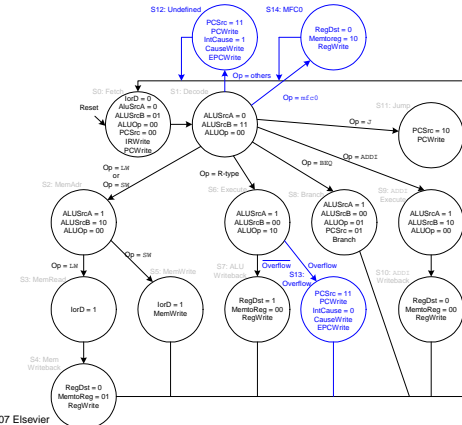 S12: Undefined
PCSrc = 11
PCWrite
IntCause = 1
CauseWrite
EPCWrite
S14: MFC0
RegDst = 0
Memtoreg = 10
RegWrite
Op = others
Op = mfc0
S0: Fetch
Reset
IorD = 0
AluSrcA = 0
ALUSrcB = 01
ALUOp = 00
PCSrc = 00
IRWrite
PCWrite
S1: Decode
ALUSrcA = 0
ALUSrcB = 11
ALUOp = 00
S11: Jump
Op = J
PCSrc = 10
PCWrite
Op = LW
or
Op = SW
Op = R-type
Op = BEQ
Op = ADDI
S2: MemAdr
ALUSrcA = 1
ALUSrcB = 10
ALUOp = 00
S6: Execute
ALUSrcA = 1
ALUSrcB = 00
ALUOp = 10
S8: Branch
ALUSrcA = 1
ALUSrcB = 00
ALUOp = 01
PCSrc = 01
Branch
S9: ADDI
Execute
ALUSrcA = 1
ALUSrcB = 10
ALUOp = 00
Op = LW
Op = SW
S3: MemRead
IorD = 1
S5: MemWrite
IorD = 1
MemWrite
Overflow
Overflow
S7: ALU
Writeback
RegDst = 1
MemtoReg = 00
RegWrite
S13:
Overflow
PCSrc = 11
PCWrite
IntCause = 0
CauseWrite
EPCWrite
S10: ADDI
Writeback
RegDst = 0
MemtoReg = 00
RegWrite
S4: Mem
Writeback
RegDst = 0
MemtoReg = 01
RegWrite
07 Elsevier